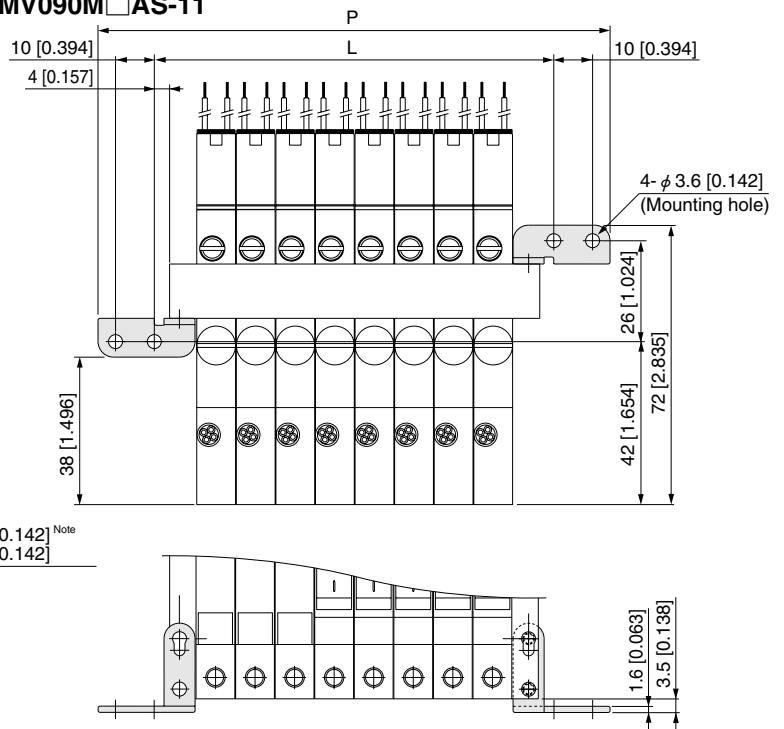 MV090M□AS-11
P
10 [0.394]
L
10 [0.394]
4 [0.157]
4-φ3.6 [0.142]
(Mounting hole)
26 [1.024]
72 [2.835]
38 [1.496]
42 [1.654]
0.142] Note
0.142]
1.6 [0.063]
3.5 [0.138]